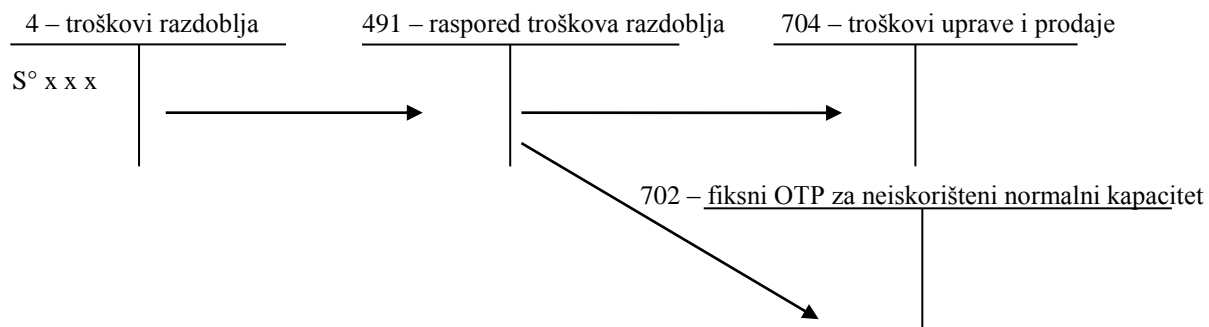 4 – troškovi razdoblja
491 – raspored troškova razdoblja
704 – troškovi uprave i prodaje
S° x x x
702 – fiksni OTP za neiskorišteni normalni kapacitet